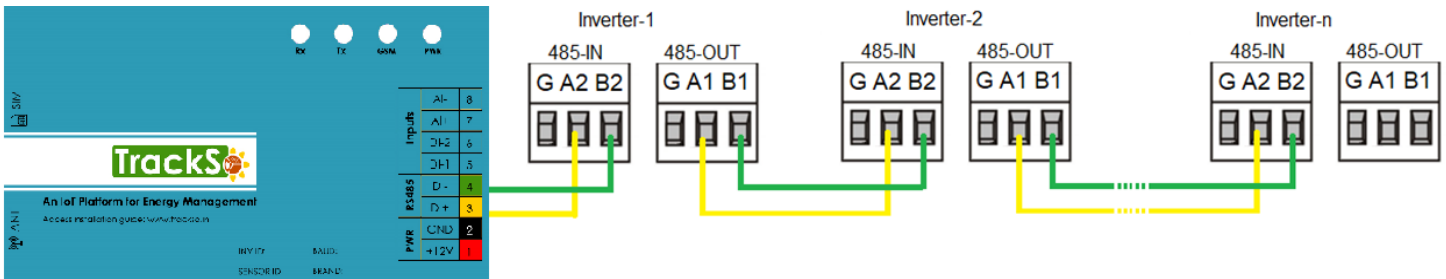 Inverter-1
Inverter-2
Inverter-n
485-IN
485-OUT
485-IN
485-OUT
485-IN
485-OUT
G A2 B2
G A1 B1
G A2 B2
G A1 B1
G A2 B2
G A1 B1
Rx
Tx
GSM
PWR
SIM
Inputs
AI- 8
AI+ 7
DI-2 6
DI-1 5
TrackS
RS485
D - 4
D + 3
An IoT Platform for Energy Management
Access installation guide: www.trackso.in
ANT
PWR
GND 2
+12V 1
INV ID:
BAUD:
SENSOR ID
BRAND: